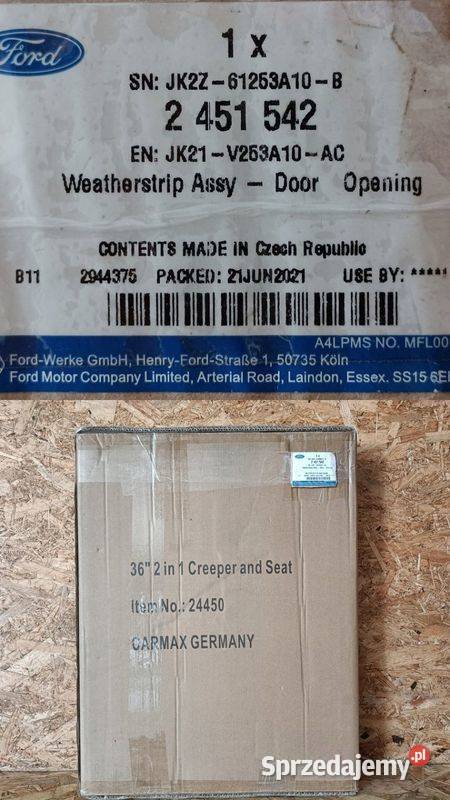 Ford
1 x
SN: JK2Z-61253A10-B
2 451 542
EN: JK21-V253A10-AC
Weatherstrip Assy - Door Opening
CONTENTS MADE IN Czech Republic
B11 2944375 PACKED: 21JUN2021 USE BY: *****
A4LPMS NO. MFL00
Ford-Werke GmbH, Henry-Ford-Straße 1, 50735 Köln
Ford Motor Company Limited, Arterial Road, Laindon, Essex. SS15 6E
36" 2 in 1 Creeper and Seat
Item No.: 24450
CARMAX GERMANY
Sprzedajemy.pl